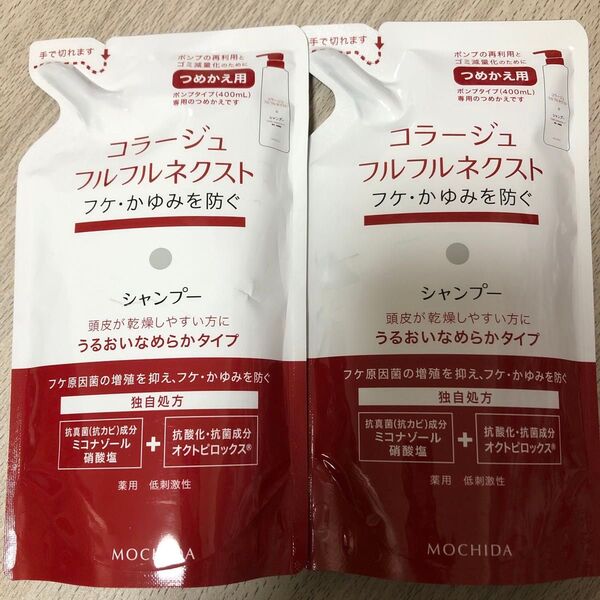 手で切れます
ポンプの再利用と
ゴミ減量化のために
つめかえ用
ポンプタイプ(400mL)
専用のつめかえです
コラージュ
フルフルネクスト
フケ・かゆみを防ぐ
シャンプー
頭皮が乾燥しやすい方に
うるおいなめらかタイプ
フケ原因菌の増殖を抑え、フケ・かゆみを防ぐ
独自処方
抗真菌(抗カビ)成分
ミコナゾール
硝酸塩
+
抗酸化・抗菌成分
オクトピロックス®
薬用 低刺激性
MOCHIDA
れます
ポンプの再利用と
ゴミ減量化のために
つめかえ用
ポンプタイプ(400mL)
専用のつめかえです
シャンプー
コラージュ
フルフルネクスト
フケ・かゆみを防ぐ
シャンプー
頭皮が乾燥しやすい方に
うるおいなめらかタイプ
フケ原因菌の増殖を抑え、フケ・かゆみを防ぐ
独自処方
抗真菌(抗カビ)成分
ミコナゾール
硝酸塩
+
抗酸化・抗菌成分
オクトピロックス®
薬用 低刺激性
MOCHIDA